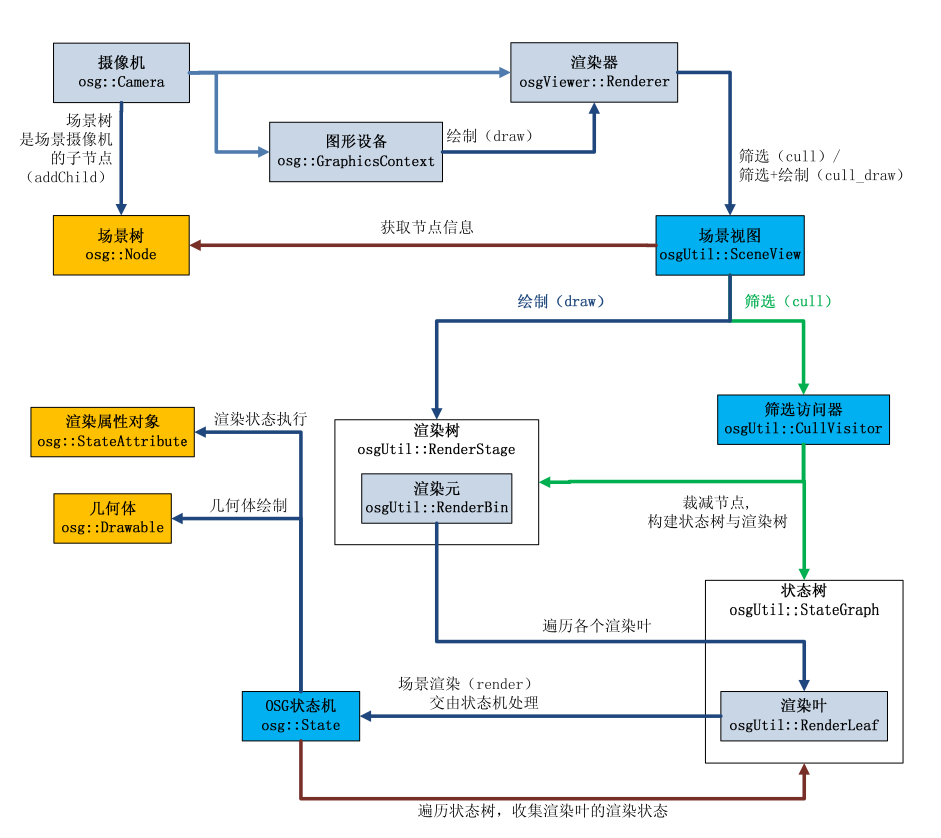 摄像机
osg::Camera
渲染器
osgViewer::Renderer
场景树
是场景摄像机
的子节点
（addChild）
图形设备
osg::GraphicsContext
绘制（draw）
筛选（cull）/
筛选+绘制（cull_draw）
场景树
osg::Node
获取节点信息
场景视图
osgUtil::SceneView
绘制（draw）
筛选（cull）
渲染属性对象
osg::StateAttribute
渲染状态执行
渲染树
osgUtil::RenderStage
筛选访问器
osgUtil::CullVisitor
几何体
osg::Drawable
几何体绘制
渲染元
osgUtil::RenderBin
裁减节点,
构建状态树与渲染树
状态树
osgUtil::StateGraph
遍历各个渲染叶
场景渲染（render）
交由状态机处理
OSG状态机
osg::State
渲染叶
osgUtil::RenderLeaf
遍历状态树，收集渲染叶的渲染状态